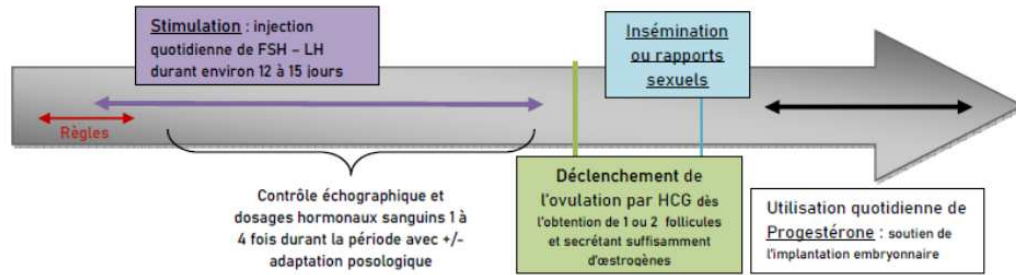 Stimulation : injection
quotidienne de FSH – LH
durant environ 12 à 15 jours
Insémination
ou rapports
sexuels
Règles
Contrôle échographique et
dosages hormonaux sanguins 1 à
4 fois durant la période avec +/-
adaptation posologique
Déclenchement de
l'ovulation par HCG dès
l'obtention de 1 ou 2 follicules
et secrétant suffisamment
d'œstrogènes
Utilisation quotidienne de
Progestérone : soutien de
l'implantation embryonnaire